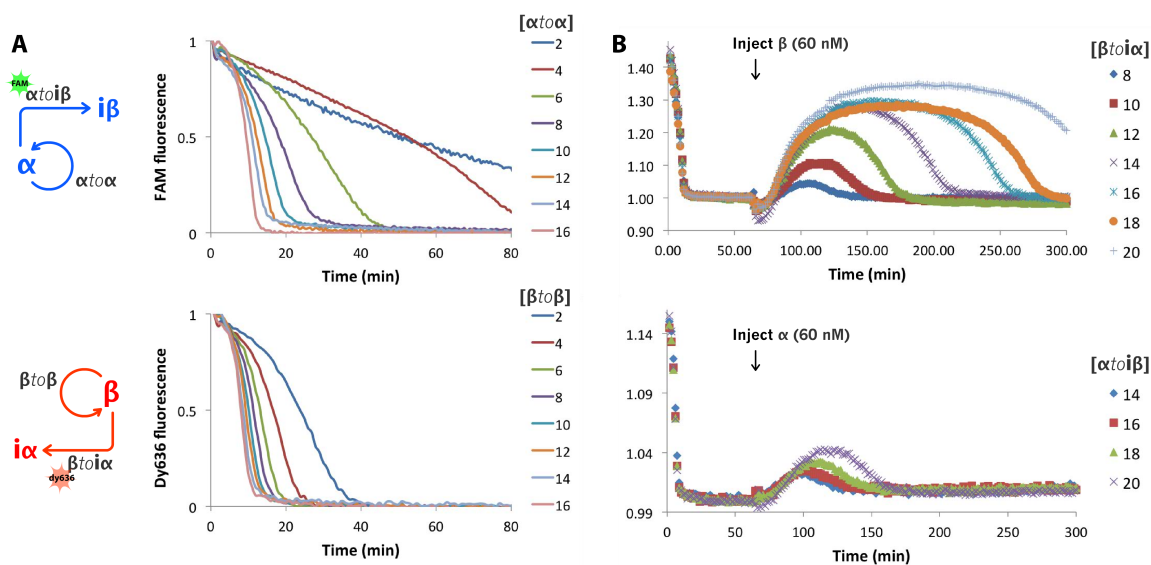 A
FAM
αtoiβ
iβ
α
αtoα
[αtoα]
1
0.5
0
FAM fluorescence
0
20
40
60
80
Time (min)
2
4
6
8
10
12
14
16
βtoβ
β
iα
βtoiα
dy636
[βtoβ]
1
0.5
0
Dy636 fluorescence
0
20
40
60
80
Time (min)
2
4
6
8
10
12
14
16
B
Inject β (60 nM)
[βtoiα]
1.40
1.30
1.20
1.10
1.00
0.90
0.00
50.00
100.00
150.00
200.00
250.00
300.00
Time (min)
8
10
12
14
16
18
20
Inject α (60 nM)
[αtoiβ]
1.14
1.09
1.04
0.99
0
50
100
150
200
250
300
Time (min)
14
16
18
20